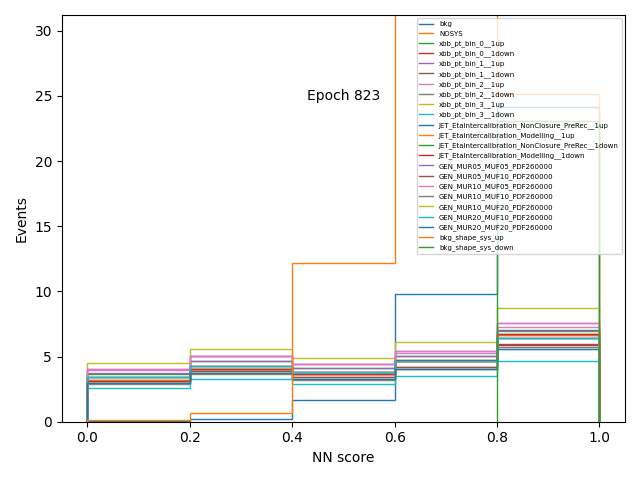 30
25
20
15
10
5
0
Events
Epoch 823
bkg
NOSYS
xbb_pt_bin_0__1up
xbb_pt_bin_0__1down
xbb_pt_bin_1__1up
xbb_pt_bin_1__1down
xbb_pt_bin_2__1up
xbb_pt_bin_2__1down
xbb_pt_bin_3__1up
xbb_pt_bin_3__1down
JET_EtaIntercalibration_NonClosure_PreRec__1up
JET_EtaIntercalibration_Modelling__1up
JET_EtaIntercalibration_NonClosure_PreRec__1down
JET_EtaIntercalibration_Modelling__1down
GEN_MUR05_MUF05_PDF260000
GEN_MUR05_MUF10_PDF260000
GEN_MUR10_MUF05_PDF260000
GEN_MUR10_MUF10_PDF260000
GEN_MUR10_MUF20_PDF260000
GEN_MUR20_MUF10_PDF260000
GEN_MUR20_MUF20_PDF260000
bkg_shape_sys_up
bkg_shape_sys_down
0.0 0.2 0.4 0.6 0.8 1.0
NN score